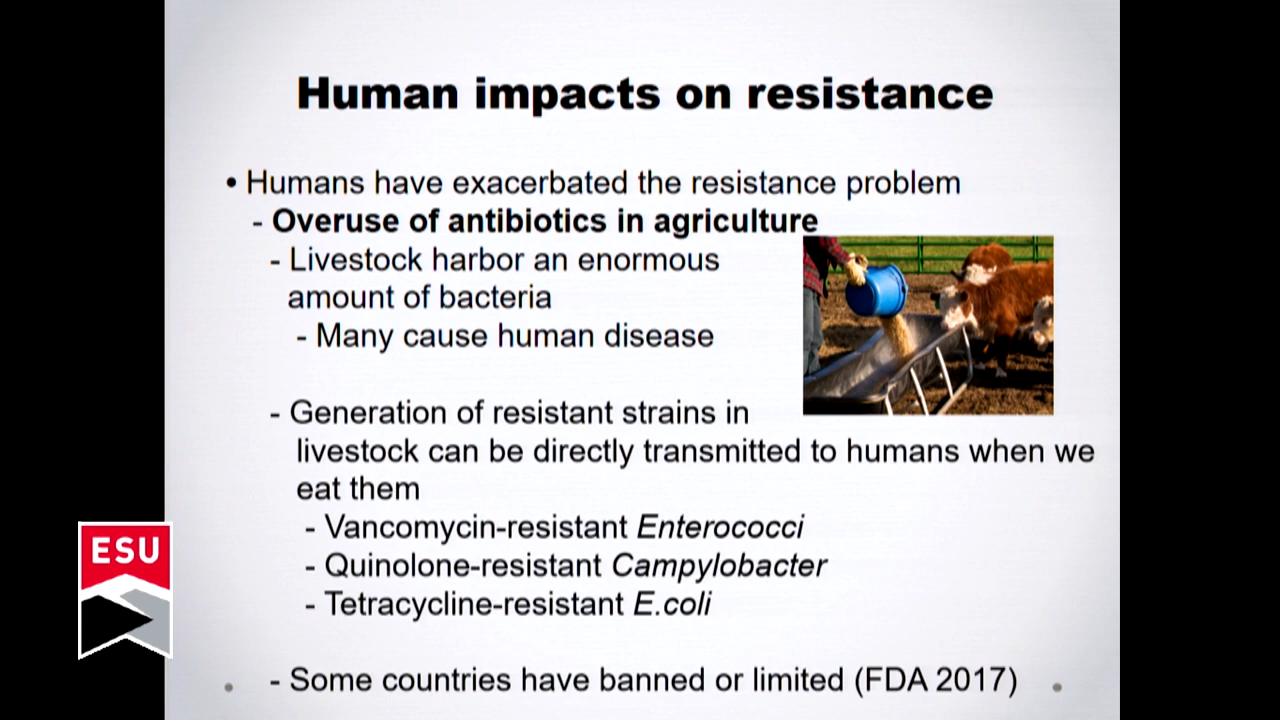 Human impacts on resistance
• Humans have exacerbated the resistance problem
- Overuse of antibiotics in agriculture
- Livestock harbor an enormous
amount of bacteria
- Many cause human disease
- Generation of resistant strains in
livestock can be directly transmitted to humans when we
eat them
- Vancomycin-resistant Enterococci
- Quinolone-resistant Campylobacter
- Tetracycline-resistant E.coli
- Some countries have banned or limited (FDA 2017)
ESU